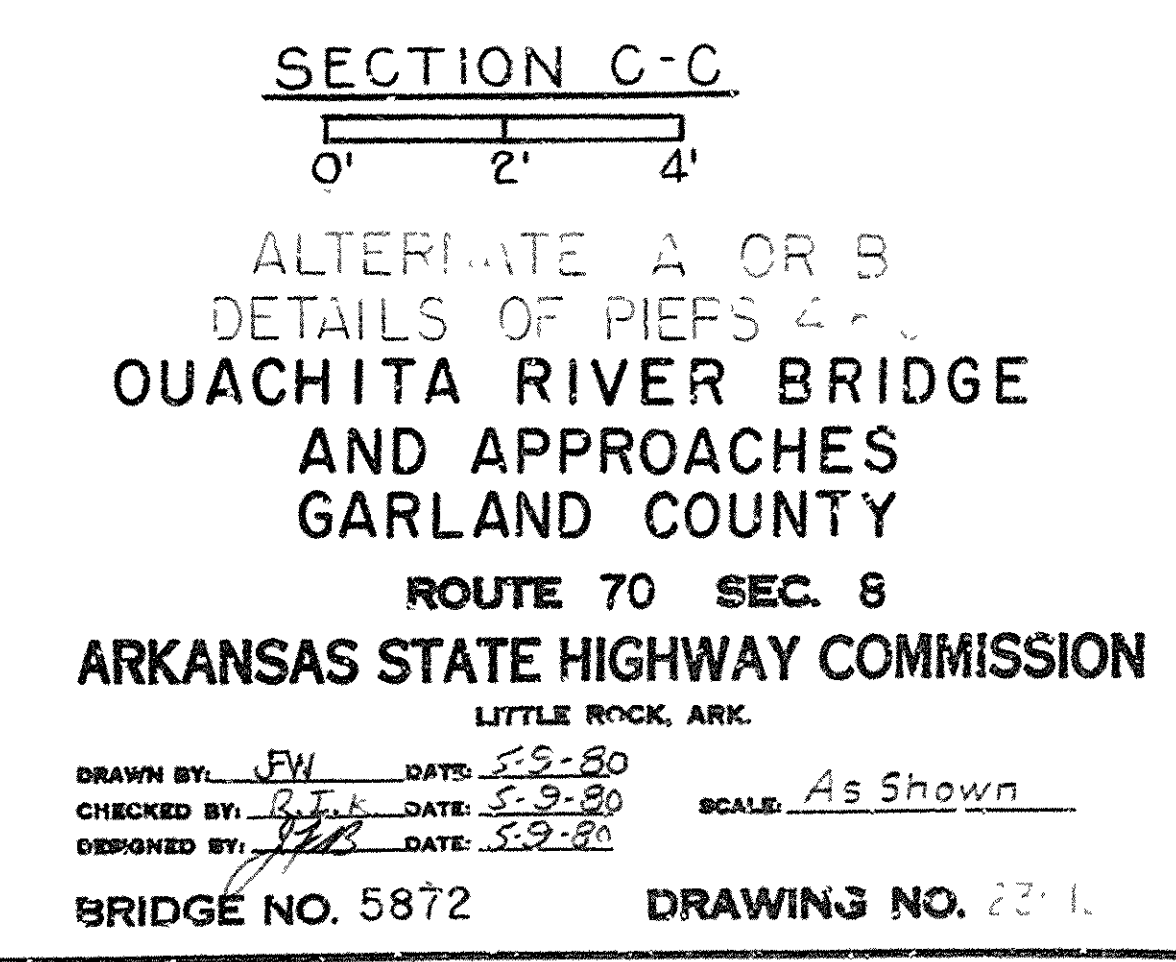 SECTION C-C
0' 2' 4'
ALTERNATE A OR B
DETAILS OF PIERS 4
OUACHITA RIVER BRIDGE
AND APPROACHES
GARLAND COUNTY
ROUTE 70 SEC. 8
ARKANSAS STATE HIGHWAY COMMISSION
LITTLE ROCK, ARK.
DRAWN BY: JFW DATE: 5-9-80
CHECKED BY: R.I.K DATE: 5-9-80 SCALE: As Shown
DESIGNED BY: DATE: 5-9-80
BRIDGE NO. 5872 DRAWING NO.